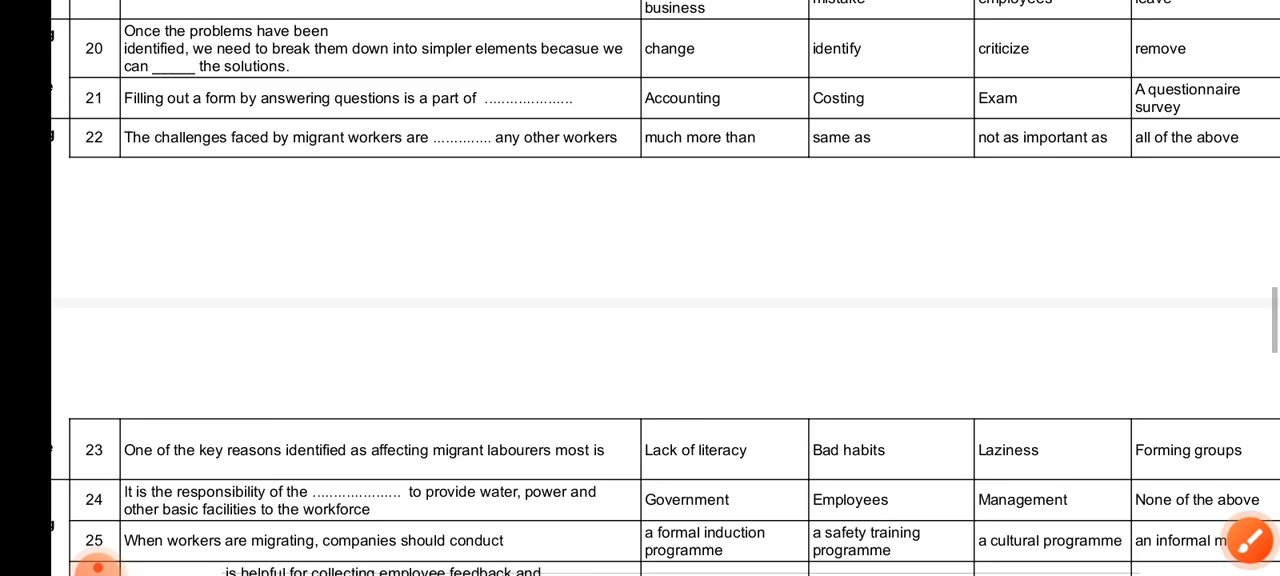 business mistake employees leave
Once the problems have been
20 identified, we need to break them down into simpler elements becasue we change identify criticize remove
can _____ the solutions.
21 Filling out a form by answering questions is a part of ..................... Accounting Costing Exam A questionnaire
survey
22 The challenges faced by migrant workers are .............. any other workers much more than same as not as important as all of the above
23 One of the key reasons identified as affecting migrant labourers most is Lack of literacy Bad habits Laziness Forming groups
24 It is the responsibility of the ..................... to provide water, power and Government Employees Management None of the above
other basic facilities to the workforce
25 When workers are migrating, companies should conduct a formal induction a safety training a cultural programme an informal
programme programme
is helpful for collecting employee feedback and